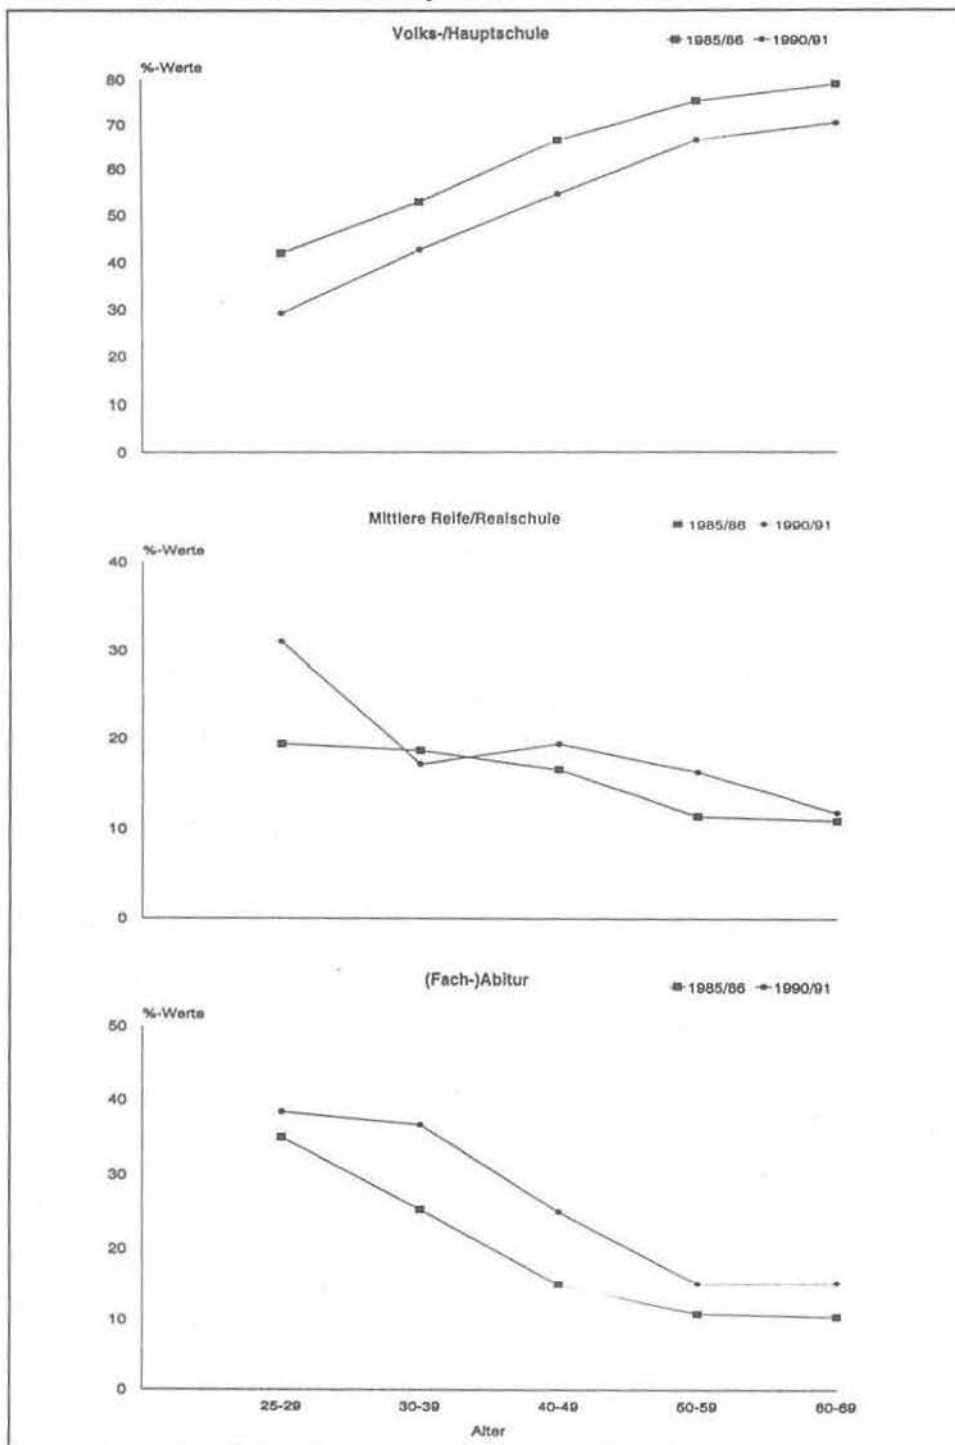 Volks-/Hauptschule
1985/86 1990/91
%-Werte
80
70
60
50
40
30
20
10
0
Mittlere Reife/Realschule
1985/86 1990/91
%-Werte
40
30
20
10
0
(Fach-)Abitur
1985/86 1990/91
%-Werte
50
40
30
20
10
0
25-29 30-39 40-49 50-59 60-69
Alter